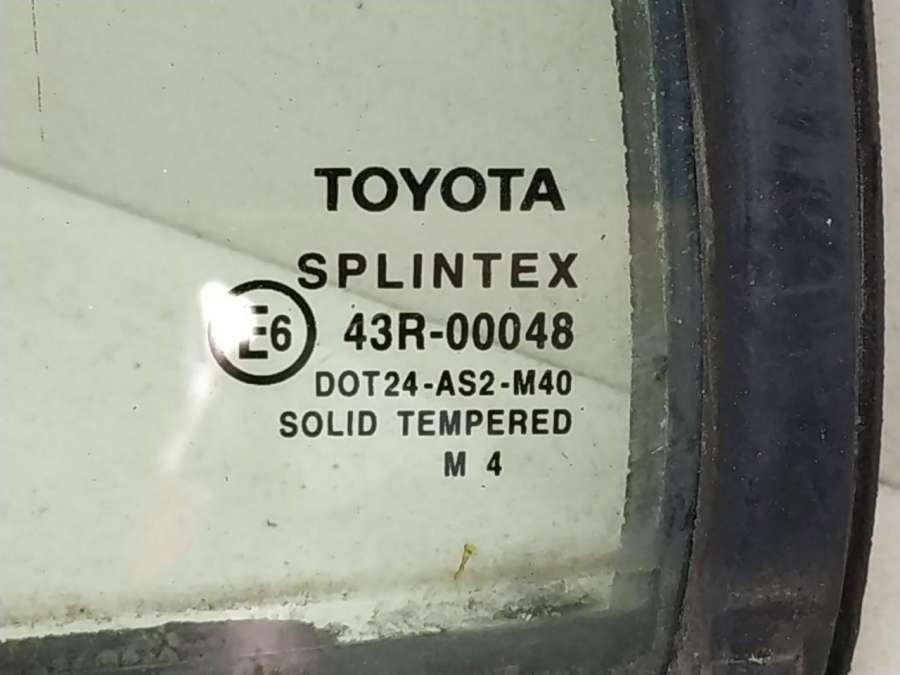 TOYOTA
SPLINTEX
E6 43R-00048
DOT24-AS2-M40
SOLID TEMPERED
M 4